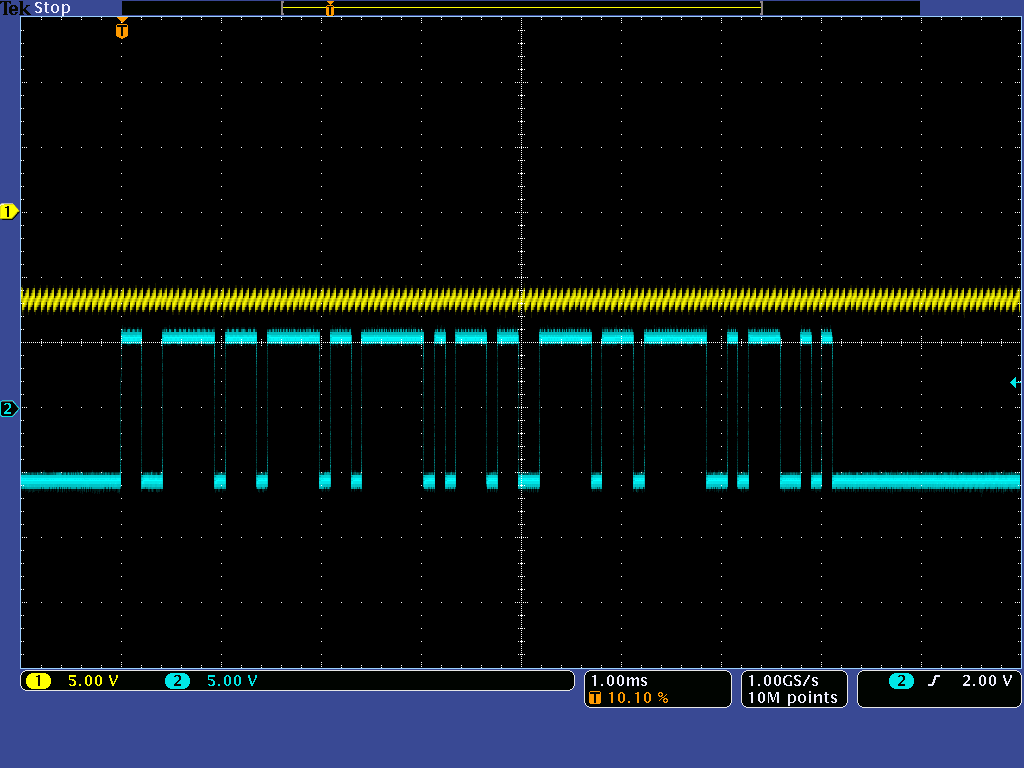 Tek Stop
T
T
1
2
1 5.00 V 2 5.00 V
1.00ms
T 10.10 %
1.00GS/s
10M points
2 2.00 V